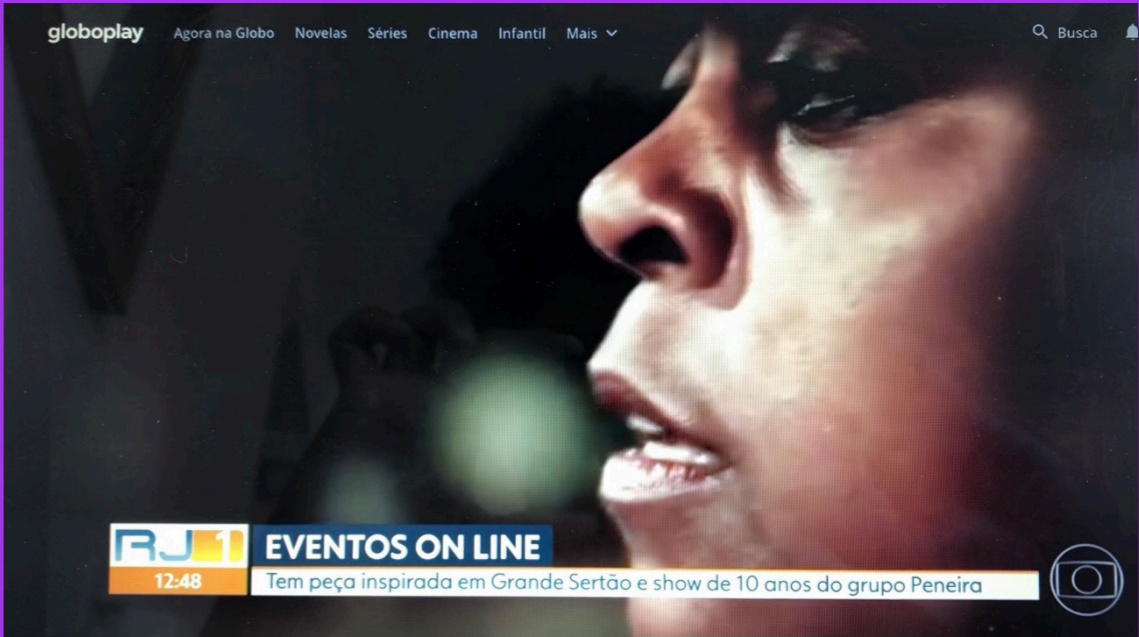 globoplay Agora na Globo Novelas Séries Cinema Infantil Mais Busca
RJ1 EVENTOS ON LINE
12:48 Tem peça inspirada em Grande Sertão e show de 10 anos do grupo Peneira